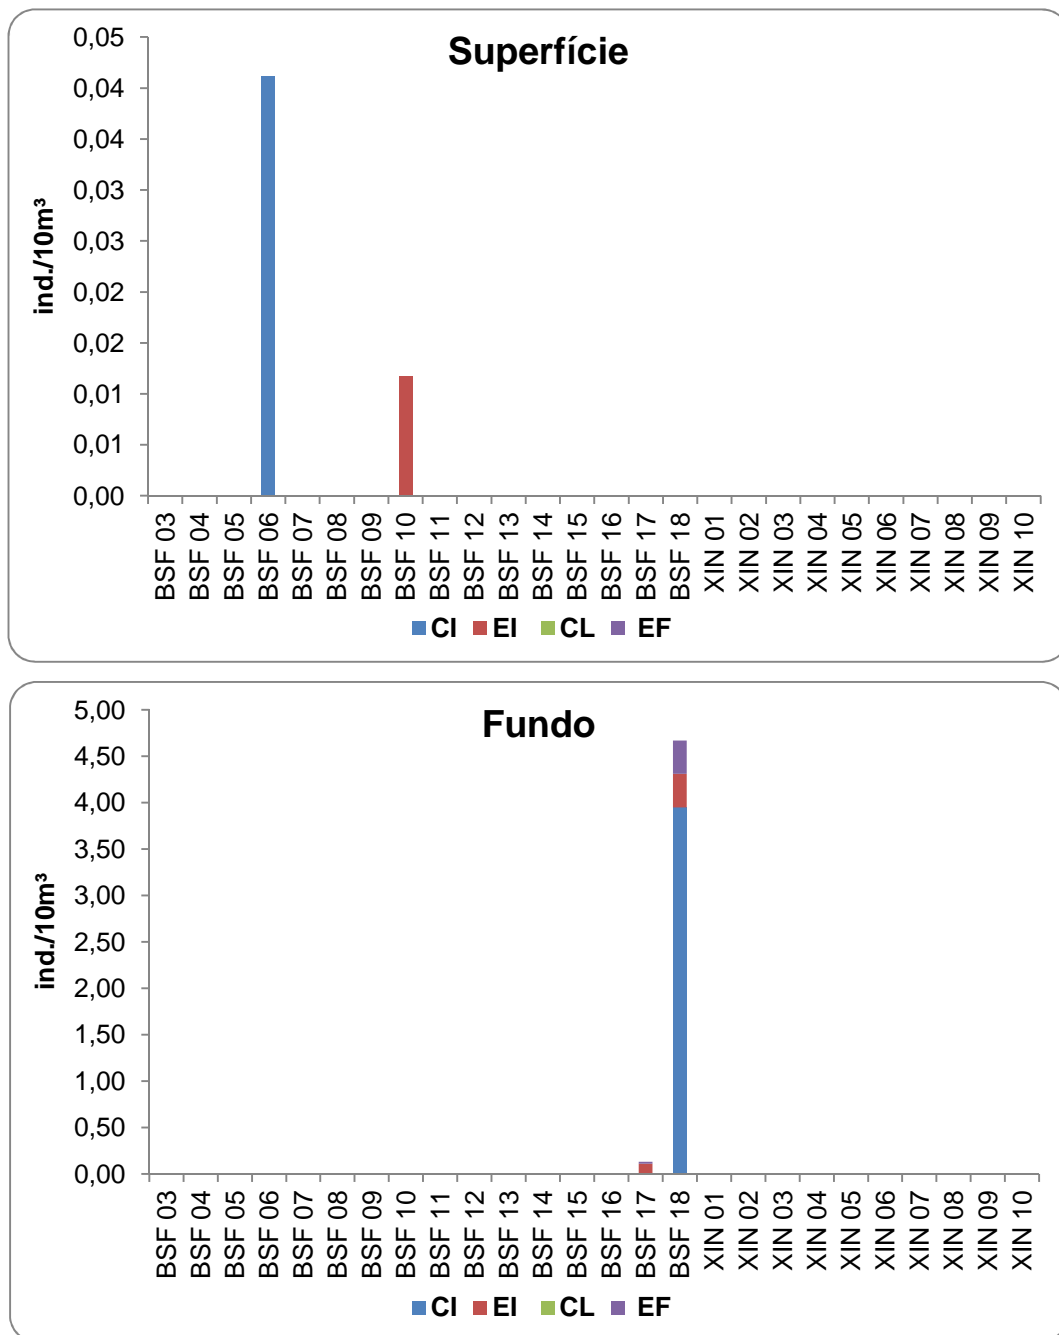 Superfície
0,05
0,04
0,04
0,03
0,03
0,02
0,02
0,01
0,01
0,00
ind./10m³
BSF 03 BSF 04 BSF 05 BSF 06 BSF 07 BSF 08 BSF 09 BSF 10 BSF 11 BSF 12 BSF 13 BSF 14 BSF 15 BSF 16 BSF 17 BSF 18 XIN 01 XIN 02 XIN 03 XIN 04 XIN 05 XIN 06 XIN 07 XIN 08 XIN 09 XIN 10
CI EI CL EF
Fundo
5,00
4,50
4,00
3,50
3,00
2,50
2,00
1,50
1,00
0,50
0,00
ind./10m³
BSF 03 BSF 04 BSF 05 BSF 06 BSF 07 BSF 08 BSF 09 BSF 10 BSF 11 BSF 12 BSF 13 BSF 14 BSF 15 BSF 16 BSF 17 BSF 18 XIN 01 XIN 02 XIN 03 XIN 04 XIN 05 XIN 06 XIN 07 XIN 08 XIN 09 XIN 10
CI EI CL EF